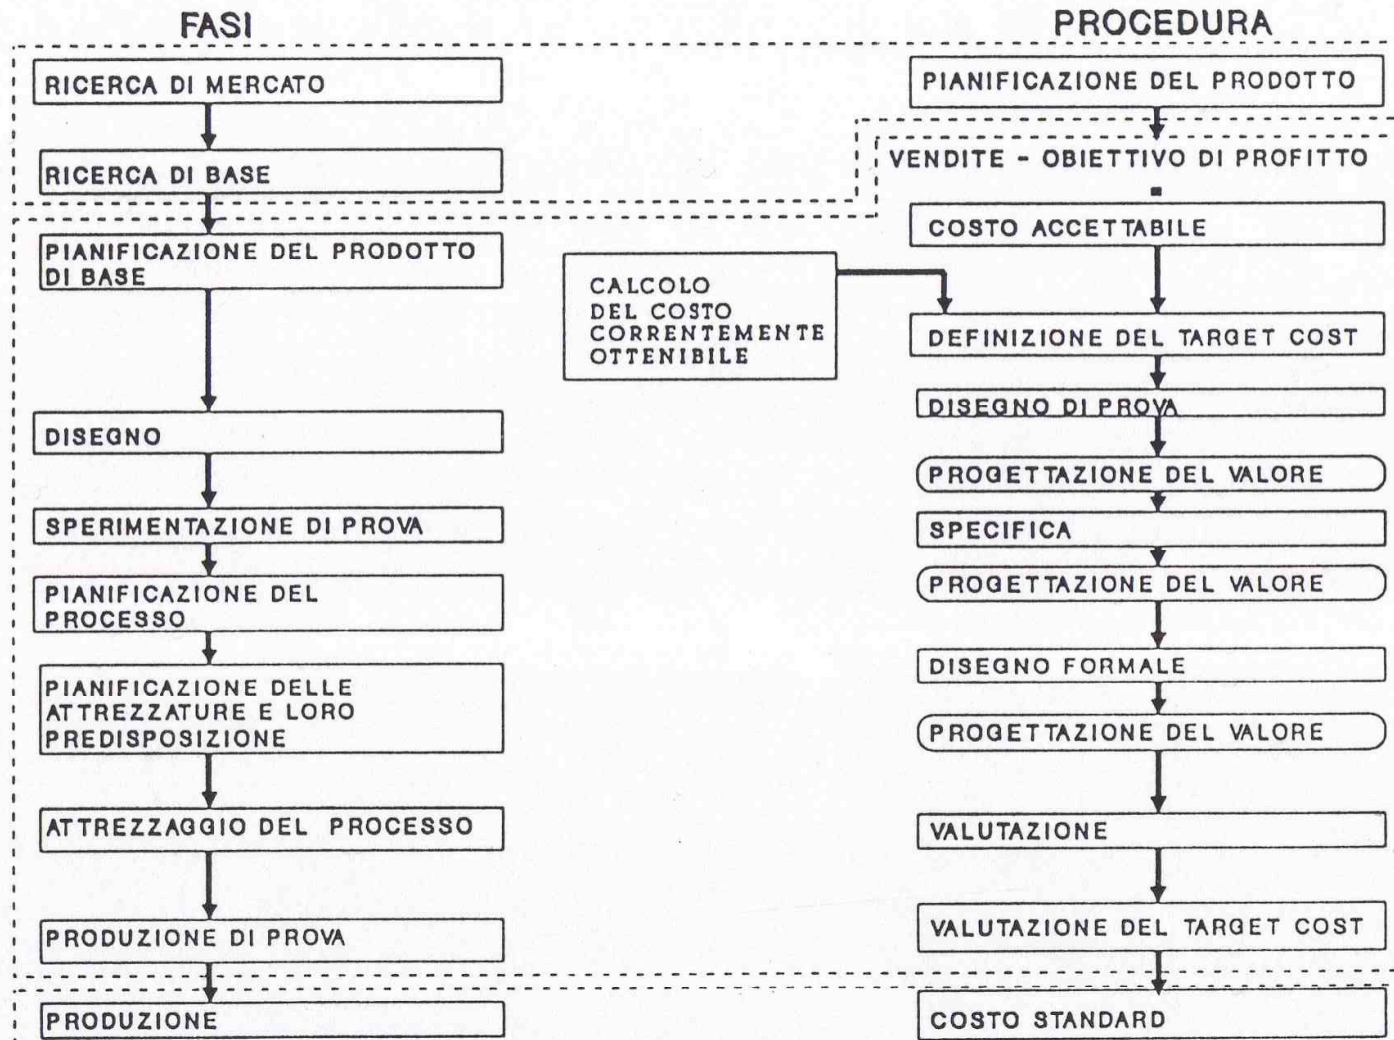 FASI
RICERCA DI MERCATO
RICERCA DI BASE
PIANIFICAZIONE DEL PRODOTTO
DI BASE
DISEGNO
SPERIMENTAZIONE DI PROVA
PIANIFICAZIONE DEL
PROCESSO
PIANIFICAZIONE DELLE
ATTREZZATURE E LORO
PREDISPOSIZIONE
ATTREZZAGGIO DEL PROCESSO
PRODUZIONE DI PROVA
PRODUZIONE
CALCOLO
DEL COSTO
CORRENTEMENTE
OTTENIBILE
PROCEDURA
PIANIFICAZIONE DEL PRODOTTO
VENDITE - OBIETTIVO DI PROFITTO
=
COSTO ACCETTABILE
DEFINIZIONE DEL TARGET COST
DISEGNO DI PROVA
PROGETTAZIONE DEL VALORE
SPECIFICA
PROGETTAZIONE DEL VALORE
DISEGNO FORMALE
PROGETTAZIONE DEL VALORE
VALUTAZIONE
VALUTAZIONE DEL TARGET COST
COSTO STANDARD